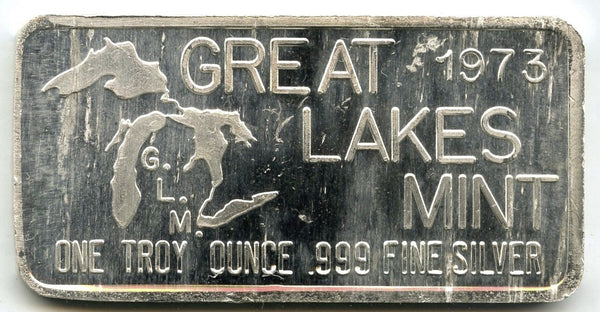 GREAT 1973
LAKES
MINT
G.
L.
M.
ONE TROY OUNCE .999 FINE SILVER